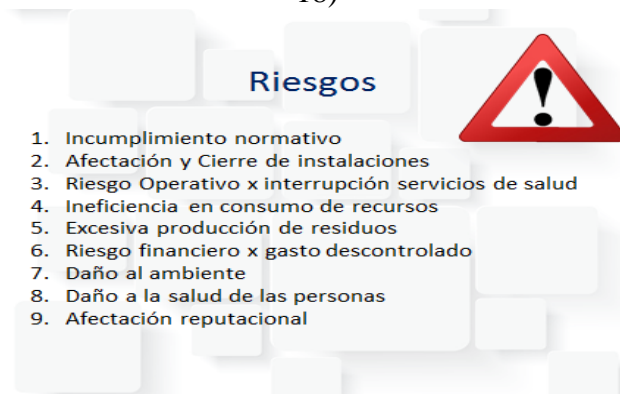 Riesgos
1. Incumplimiento normativo
2. Afectación y Cierre de instalaciones
3. Riesgo Operativo x interrupción servicios de salud
4. Ineficiencia en consumo de recursos
5. Excesiva producción de residuos
6. Riesgo financiero x gasto descontrolado
7. Daño al ambiente
8. Daño a la salud de las personas
9. Afectación reputacional